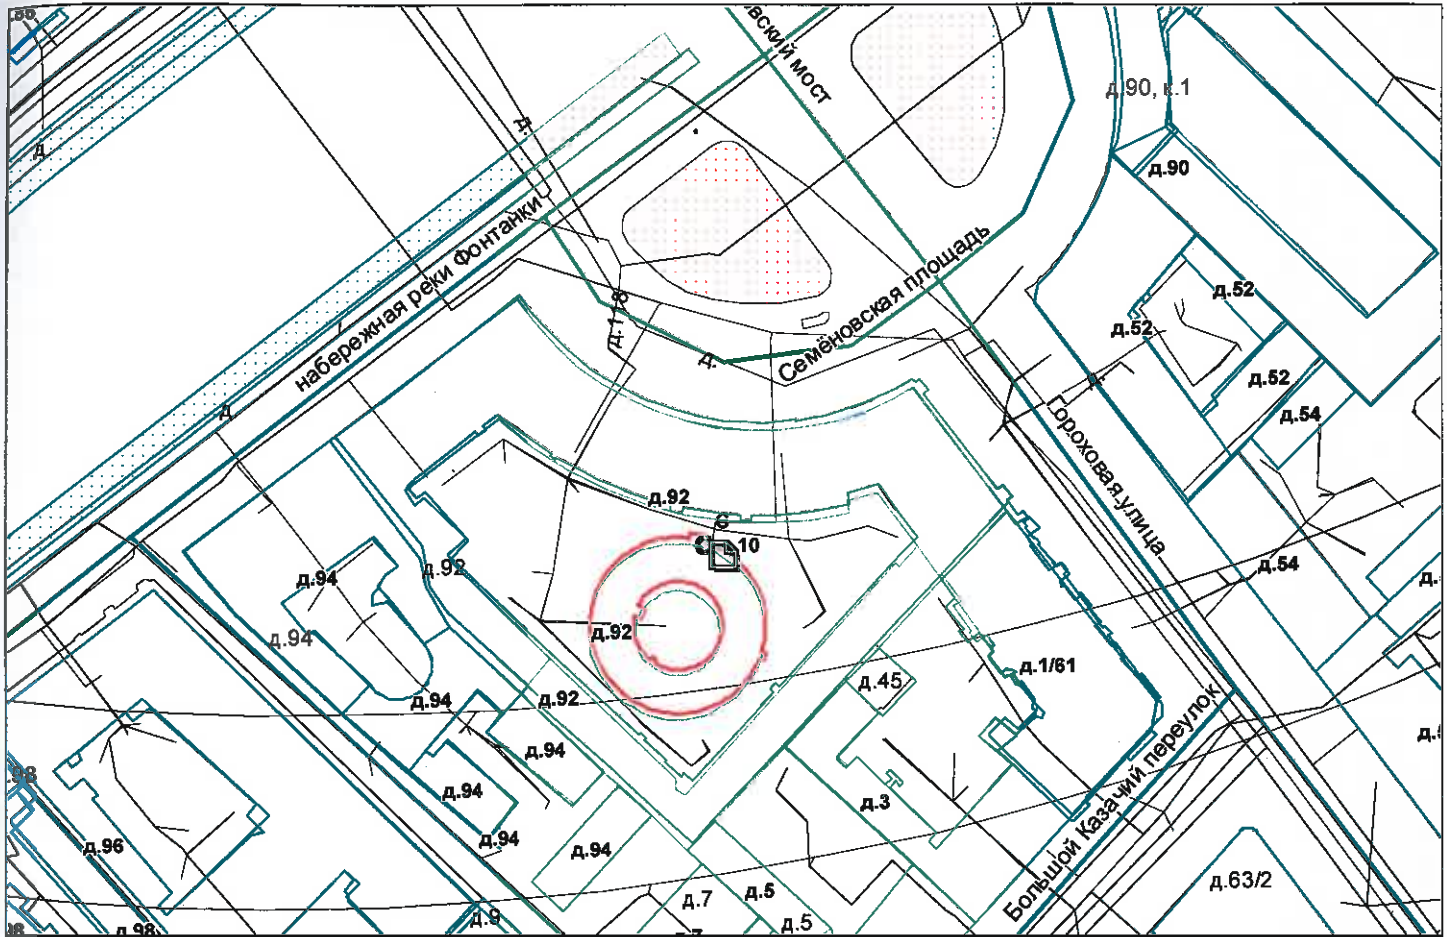 вский мост
д.90, к.1
д.90
д.
д
набережная реки Фонтанки
Семёновская площадь
д.52
д.52
д.1
8
д.
д.52
д.54
д
Гороховая улица
д.92
С
10
д.54
д.92
д.94
д.94
д.92
д.1/61
д.45
д.94
д.92
д.94
д.94
д.3
Большой Казачий переулок
д.94
д.94
д.96
д.7
д.5
д.5
д.63/2
д.9
д.98